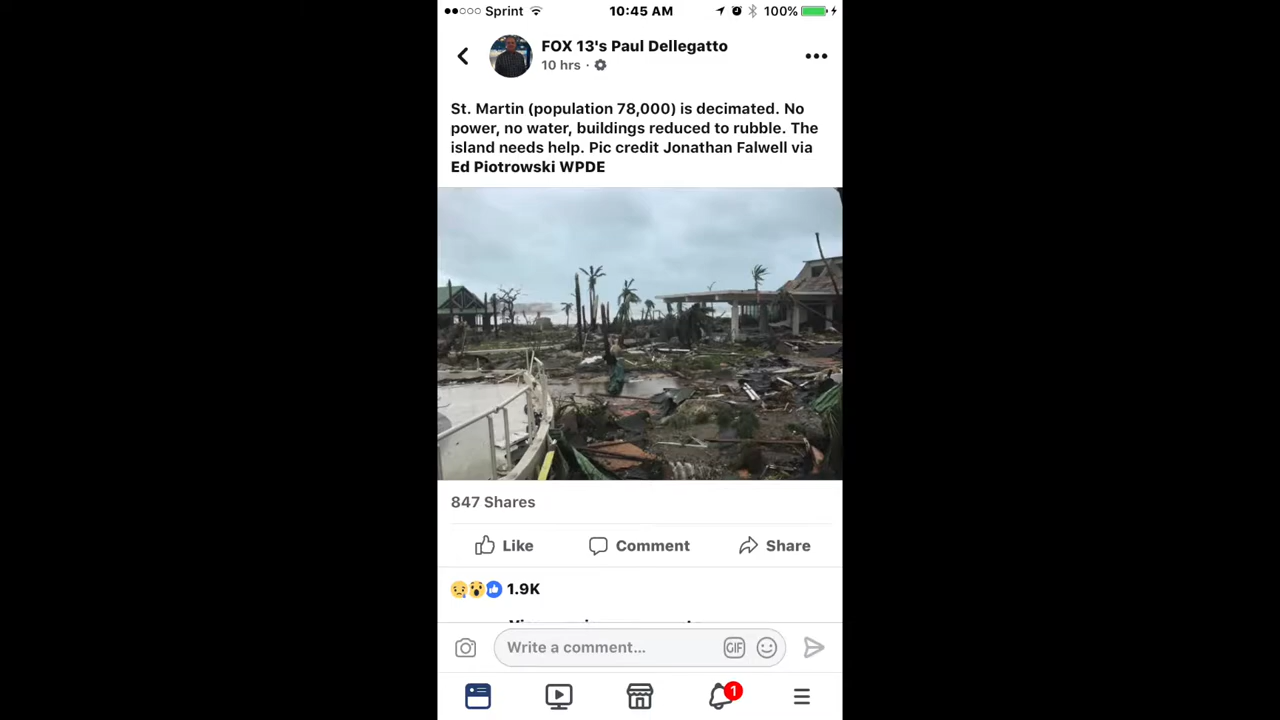 Sprint 10:45 AM 100%
FOX 13's Paul Dellegatto
10 hrs ·
St. Martin (population 78,000) is decimated. No
power, no water, buildings reduced to rubble. The
island needs help. Pic credit Jonathan Falwell via
Ed Piotrowski WPDE
847 Shares
Like Comment Share
1.9K
Write a comment... GIF
1